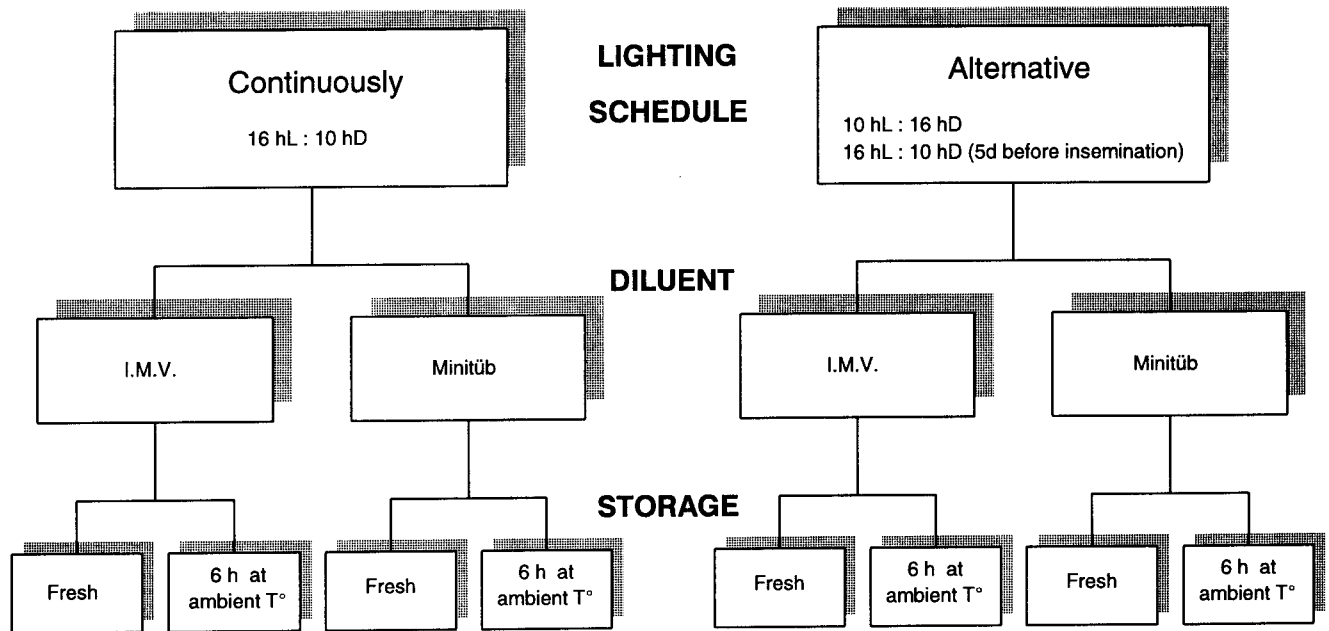 LIGHTING
SCHEDULE
Continuously
16 hL : 10 hD
Alternative
10 hL : 16 hD
16 hL : 10 hD (5d before insemination)
DILUENT
I.M.V.
Minitüb
I.M.V.
Minitüb
STORAGE
Fresh
6 h at
ambient T°
Fresh
6 h at
ambient T°
Fresh
6 h at
ambient T°
Fresh
6 h at
ambient T°